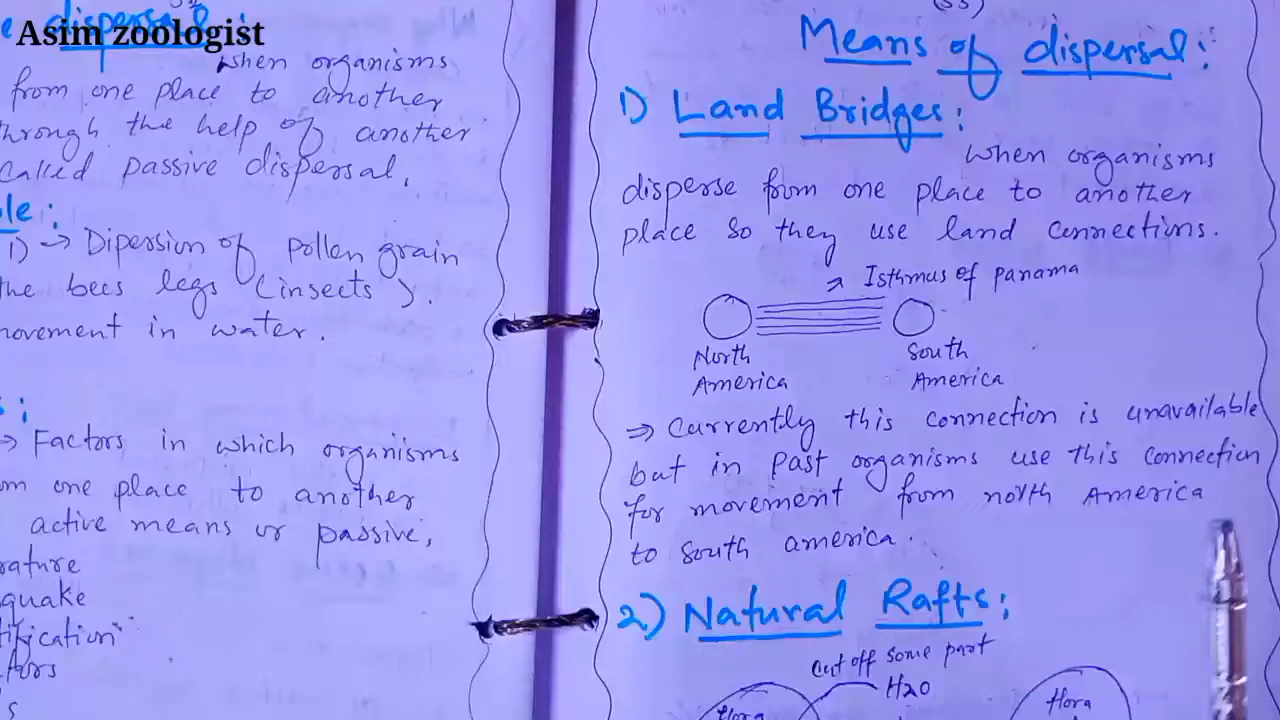 Asim zoologist
dispersal:
when organisms
from one place to another
through the help of another
called passive dispersal.
1) → Dipersion of pollen grain
the bees legs (insects).
movement in water.
→ Factors in which organisms
one place to another
active means or passive,
(33)
Means of dispersal:
1) Land Bridges:
When organisms
disperse from one place to another
place so they use land connections.
Isthmus of panama
North America
South America
⇒ Currently this connection is unavailable
but in past organisms use this connection
for movement from north America
to south america.
2) Natural Rafts:
Cut off some part
H2O
flora
flora